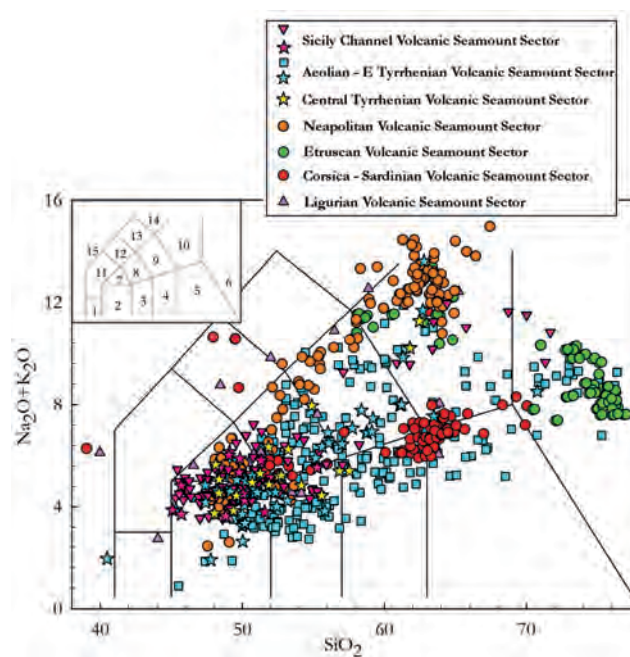 Sicily Channel Volcanic Seamount Sector
Aeolian - E Tyrrhenian Volcanic Seamount Sector
Central Tyrrhenian Volcanic Seamount Sector
Neapolitan Volcanic Seamount Sector
Etruscan Volcanic Seamount Sector
Corsica - Sardinian Volcanic Seamount Sector
Ligurian Volcanic Seamount Sector
16
14
13
10
15
12
9
11
8
7
6
5
4
3
2
1
12
8
4
0
Na2O+K2O
40
50
60
70
SiO2